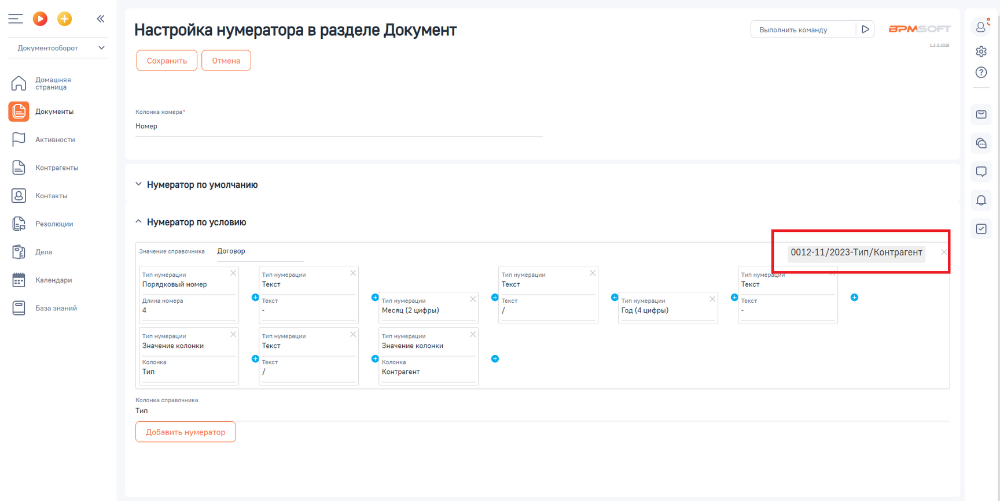 Настройка нумератора в разделе Документ
Выполнить команду
BPMSOFT
1.3.0.3026
Документооборот
Сохранить
Отмена
Домашняя
страница
Документы
Активности
Контрагенты
Контакты
Резолюции
Дела
Календари
База знаний
Колонка номера*
Номер
Нумератор по умолчанию
Нумератор по условию
Значение справочника Договор
0012-11/2023-Тип/Контрагент
Тип нумерации
Порядковый номер
Длина номера
4
Тип нумерации
Текст
Текст
-
Тип нумерации
Месяц (2 цифры)
Тип нумерации
Текст
Текст
/
Тип нумерации
Год (4 цифры)
Тип нумерации
Текст
Текст
-
Тип нумерации
Значение колонки
Колонка
Тип
Тип нумерации
Текст
Текст
/
Тип нумерации
Значение колонки
Колонка
Контрагент
Колонка справочника
Тип
Добавить нумератор